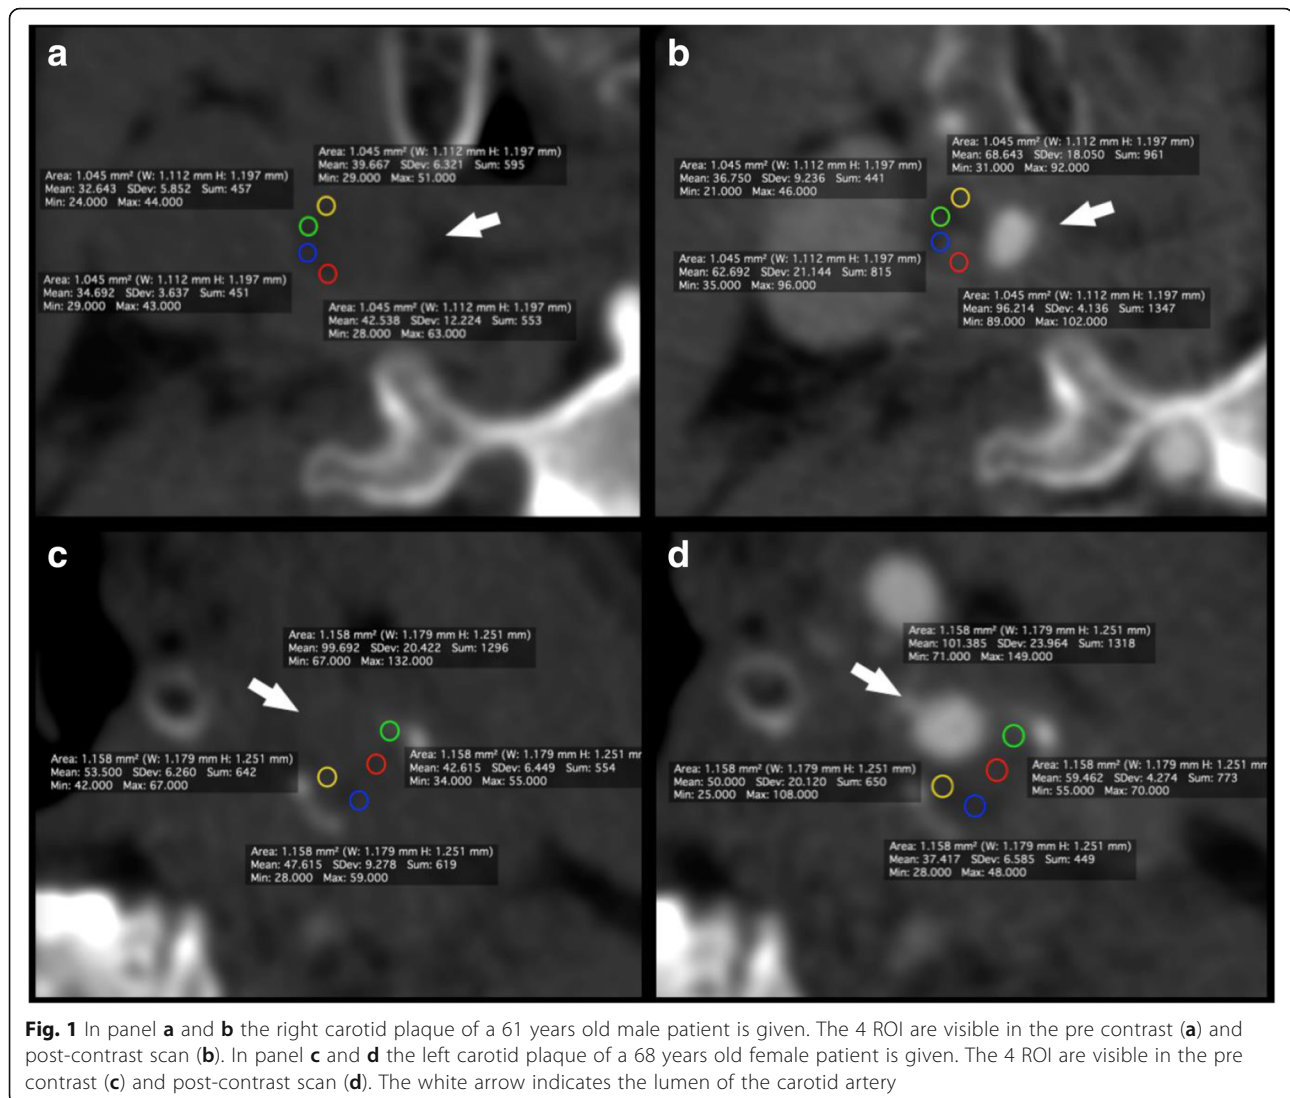 a
Area: 1.045 mm² (W: 1.112 mm H: 1.197 mm)
Mean: 39.667 SDev: 6.321 Sum: 595
Min: 29.000 Max: 51.000
Area: 1.045 mm² (W: 1.112 mm H: 1.197 mm)
Mean: 32.643 SDev: 5.852 Sum: 457
Min: 24.000 Max: 44.000
Area: 1.045 mm² (W: 1.112 mm H: 1.197 mm)
Mean: 34.692 SDev: 3.637 Sum: 451
Min: 29.000 Max: 43.000
Area: 1.045 mm² (W: 1.112 mm H: 1.197 mm)
Mean: 42.538 SDev: 12.224 Sum: 553
Min: 28.000 Max: 63.000
b
Area: 1.045 mm² (W: 1.112 mm H: 1.197 mm)
Mean: 68.643 SDev: 18.050 Sum: 961
Min: 31.000 Max: 92.000
Area: 1.045 mm² (W: 1.112 mm H: 1.197 mm)
Mean: 36.750 SDev: 9.236 Sum: 441
Min: 21.000 Max: 46.000
Area: 1.045 mm² (W: 1.112 mm H: 1.197 mm)
Mean: 62.692 SDev: 21.144 Sum: 815
Min: 35.000 Max: 96.000
Area: 1.045 mm² (W: 1.112 mm H: 1.197 mm)
Mean: 96.214 SDev: 4.136 Sum: 1347
Min: 89.000 Max: 102.000
c
Area: 1.158 mm² (W: 1.179 mm H: 1.251 mm)
Mean: 99.692 SDev: 20.422 Sum: 1296
Min: 67.000 Max: 132.000
Area: 1.158 mm² (W: 1.179 mm H: 1.251 mm)
Mean: 53.500 SDev: 6.260 Sum: 642
Min: 42.000 Max: 67.000
Area: 1.158 mm² (W: 1.179 mm H: 1.251 mm
Mean: 42.615 SDev: 6.449 Sum: 554
Min: 34.000 Max: 55.000
Area: 1.158 mm² (W: 1.179 mm H: 1.251 mm)
Mean: 47.615 SDev: 9.278 Sum: 619
Min: 28.000 Max: 59.000
d
Area: 1.158 mm² (W: 1.179 mm H: 1.251 mm)
Mean: 101.385 SDev: 23.964 Sum: 1318
Min: 71.000 Max: 149.000
Area: 1.158 mm² (W: 1.179 mm H: 1.251 mm)
Mean: 50.000 SDev: 20.120 Sum: 650
Min: 25.000 Max: 108.000
Area: 1.158 mm² (W: 1.179 mm H: 1.251 mm
Mean: 59.462 SDev: 4.274 Sum: 773
Min: 55.000 Max: 70.000
Area: 1.158 mm² (W: 1.179 mm H: 1.251 mm)
Mean: 37.417 SDev: 6.585 Sum: 449
Min: 28.000 Max: 48.000
Fig. 1 In panel a and b the right carotid plaque of a 61 years old male patient is given. The 4 ROI are visible in the pre contrast (a) and
post-contrast scan (b). In panel c and d the left carotid plaque of a 68 years old female patient is given. The 4 ROI are visible in the pre
contrast (c) and post-contrast scan (d). The white arrow indicates the lumen of the carotid artery